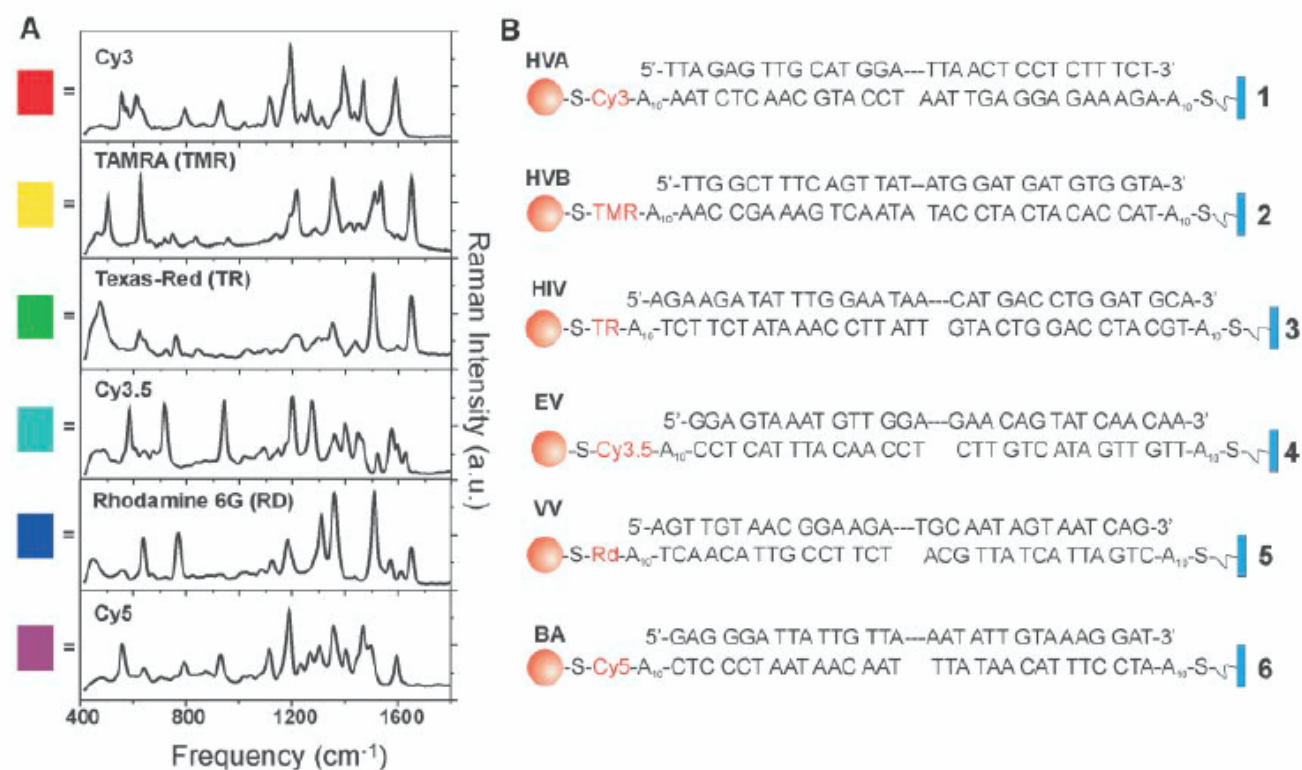 A
Cy3
=
TAMRA (TMR)
=
Texas-Red (TR)
=
Cy3.5
=
Rhodamine 6G (RD)
=
Cy5
=
400 800 1200 1600
Frequency (cm⁻¹)
Raman Intensity (a.u.)
B
HVA
5'-TTA GAG TTG CAT GGA---TTA ACT CCT CTT TCT-3'
-S-Cy3-A₁₀-AAT CTC AAC GTA CCT AAT TGA GGA GAA AGA-A₁₀-S 1
HVB
5'-TTG GCT TTC AGT TAT---ATG GAT GAT GTG GTA-3'
-S-TMR-A₁₀-AAC CGA AAG TCA ATA TAC CTA CTA CAC CAT-A₁₀-S 2
HIV
5'-AGA AGA TAT TTG GAA TAA---CAT GAC CTG GAT GCA-3'
-S-TR-A₁₀-TCT TCT ATA AAC CTT ATT GTA CTG GAC CTA CGT-A₁₀-S 3
EV
5'-GGA GTA AAT GTT GGA---GAA CAG TAT CAA CAA-3'
-S-Cy3.5-A₁₀-CCT CAT TTA CAA CCT CTT GTC ATA GTT GTT-A₁₀-S 4
VV
5'-AGT TGT AAC GGA AGA---TGC AAT AGT AAT CAG-3'
-S-Rd-A₁₀-TCA ACA TTG CCT TCT ACG TTA TCA TTA GTC-A₁₀-S 5
BA
5'-GAG GGA TTA TTG TTA---AAT ATT GTA AAG GAT-3'
-S-Cy5-A₁₀-CTC CCT AAT AAC AAT TTA TAA CAT TTC CTA-A₁₀-S 6